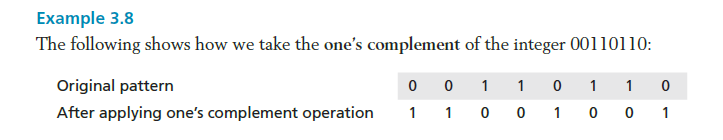 Example 3.8
The following shows how we take the one's complement of the integer 00110110:
Original pattern 0 0 1 1 0 1 1 0
After applying one's complement operation 1 1 0 0 1 0 0 1